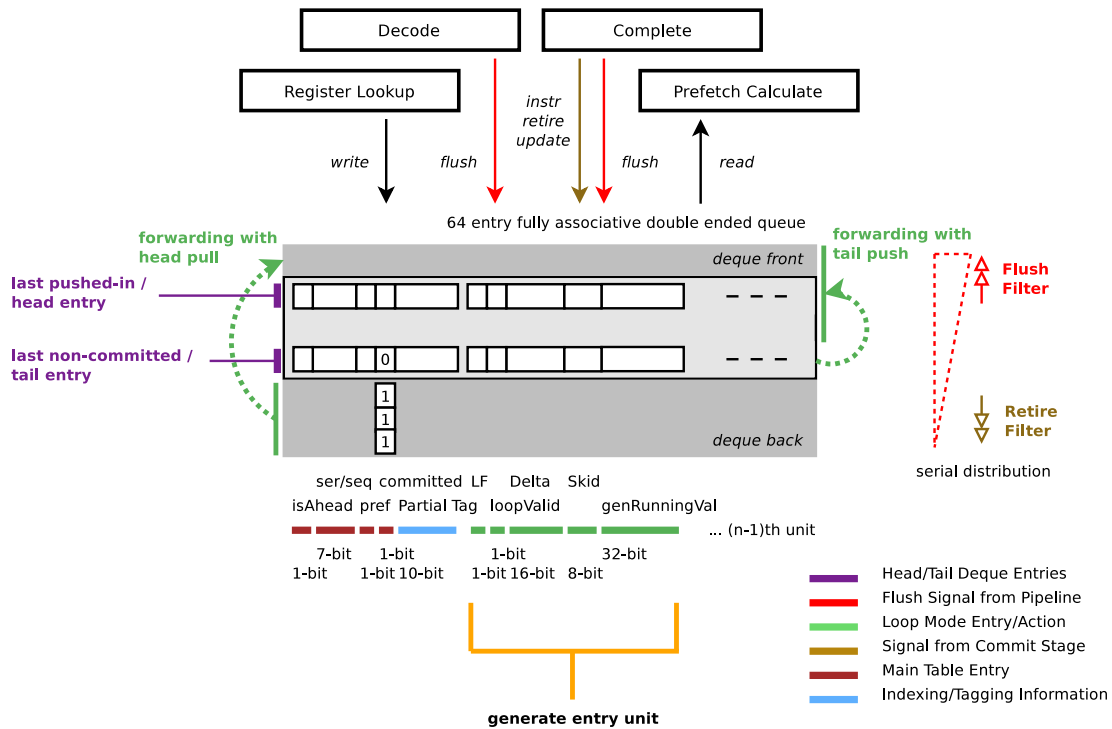 Decode
Complete
Register Lookup
Prefetch Calculate
instr
retire
update
write
flush
flush
read
64 entry fully associative double ended queue
forwarding with
head pull
deque front
forwarding with
tail push
last pushed-in /
head entry
Flush
Filter
last non-committed /
tail entry
0
1
1
1
deque back
Retire
Filter
serial distribution
ser/seq committed LF Delta Skid
isAhead pref Partial Tag loopValid genRunningVal
... (n-1)th unit
7-bit 1-bit 1-bit 32-bit
1-bit 1-bit 10-bit 1-bit 16-bit 8-bit
Head/Tail Deque Entries
Flush Signal from Pipeline
Loop Mode Entry/Action
Signal from Commit Stage
Main Table Entry
Indexing/Tagging Information
generate entry unit